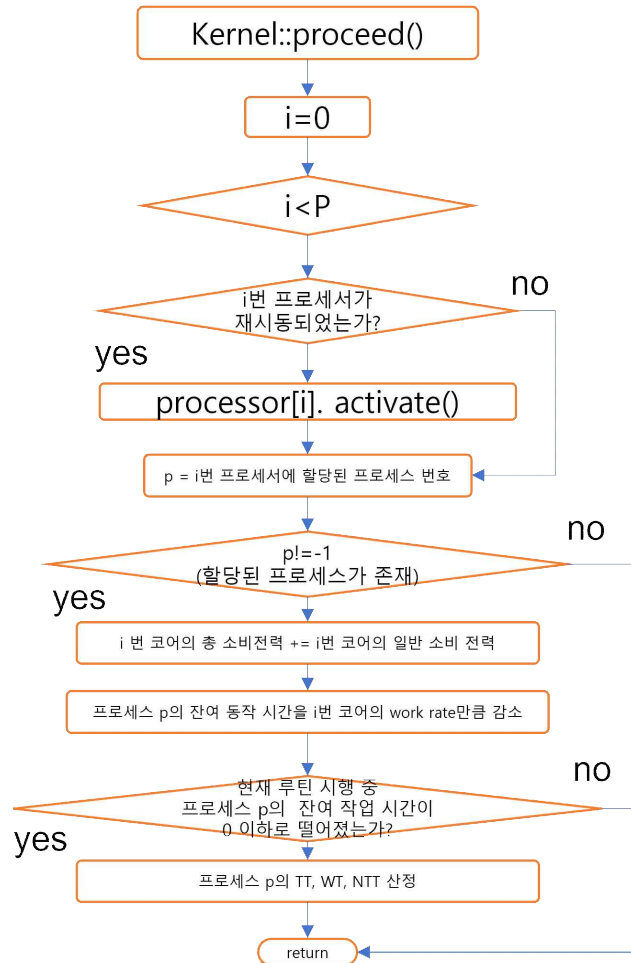 Kernel::proceed()
i=0
i<P
i번 프로세서가
재시동되었는가?
no
yes
processor[i]. activate()
p = i번 프로세서에 할당된 프로세스 번호
no
p!=-1
(할당된 프로세스가 존재)
yes
i 번 코어의 총 소비전력 += i번 코어의 일반 소비 전력
프로세스 p의 잔여 동작 시간을 i번 코어의 work rate만큼 감소
no
현재 루틴 시행 중
프로세스 p의 잔여 작업 시간이
0 이하로 떨어졌는가?
yes
프로세스 p의 TT, WT, NTT 산정
return